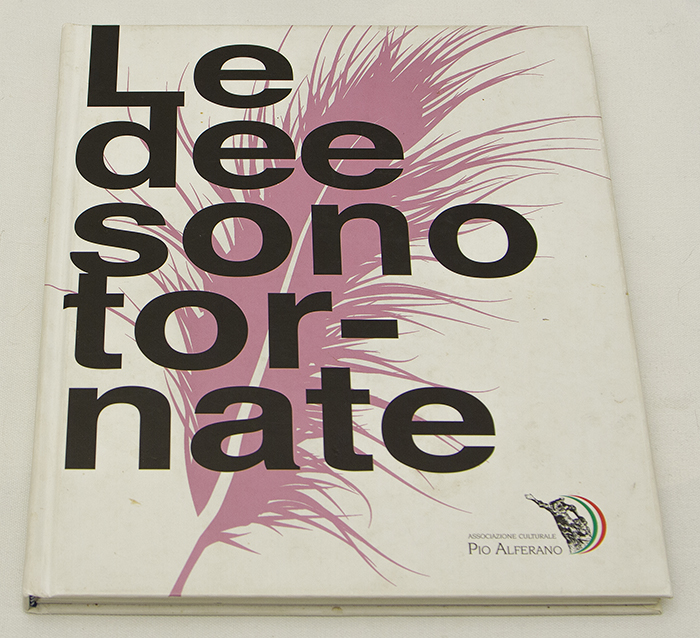 Le
dee
sono
tor-
nate
ASSOCIAZIONE CULTURALE
PIO ALFERANO